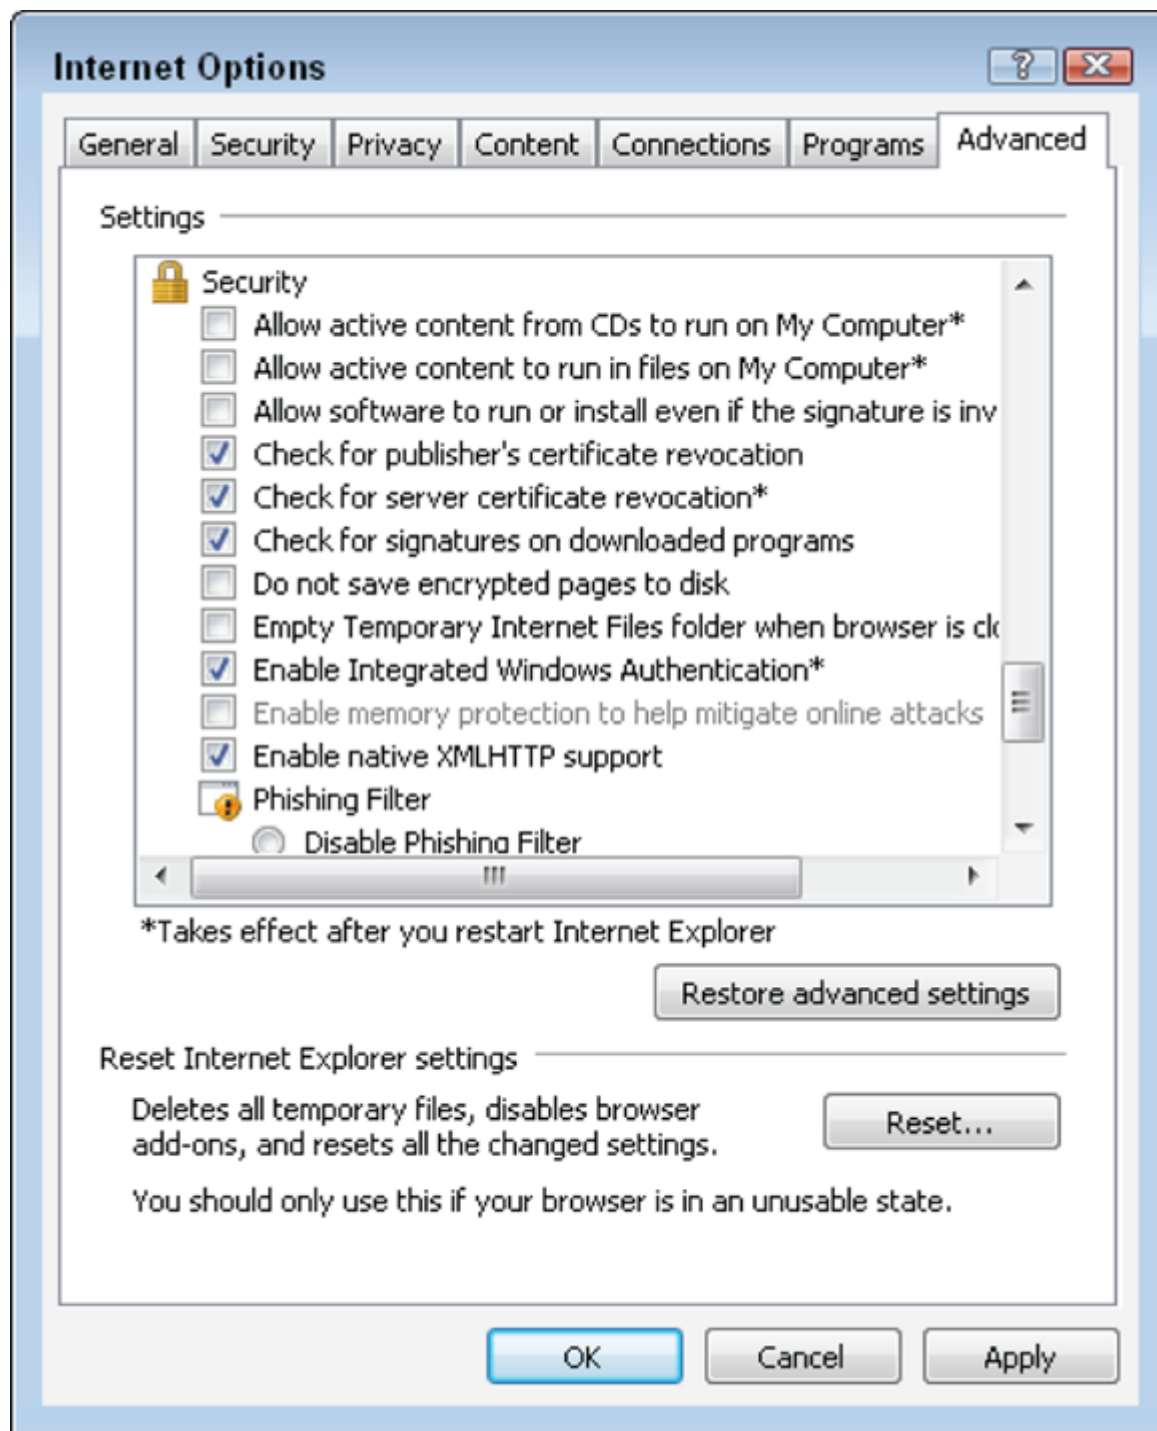 Internet Options
General Security Privacy Content Connections Programs Advanced
Settings
Security
Allow active content from CDs to run on My Computer*
Allow active content to run in files on My Computer*
Allow software to run or install even if the signature is inv
Check for publisher's certificate revocation
Check for server certificate revocation*
Check for signatures on downloaded programs
Do not save encrypted pages to disk
Empty Temporary Internet Files folder when browser is clo
Enable Integrated Windows Authentication*
Enable memory protection to help mitigate online attacks
Enable native XMLHTTP support
Phishing Filter
Disable Phishing Filter
*Takes effect after you restart Internet Explorer
Restore advanced settings
Reset Internet Explorer settings
Deletes all temporary files, disables browser
add-ons, and resets all the changed settings.
Reset...
You should only use this if your browser is in an unusable state.
OK Cancel Apply